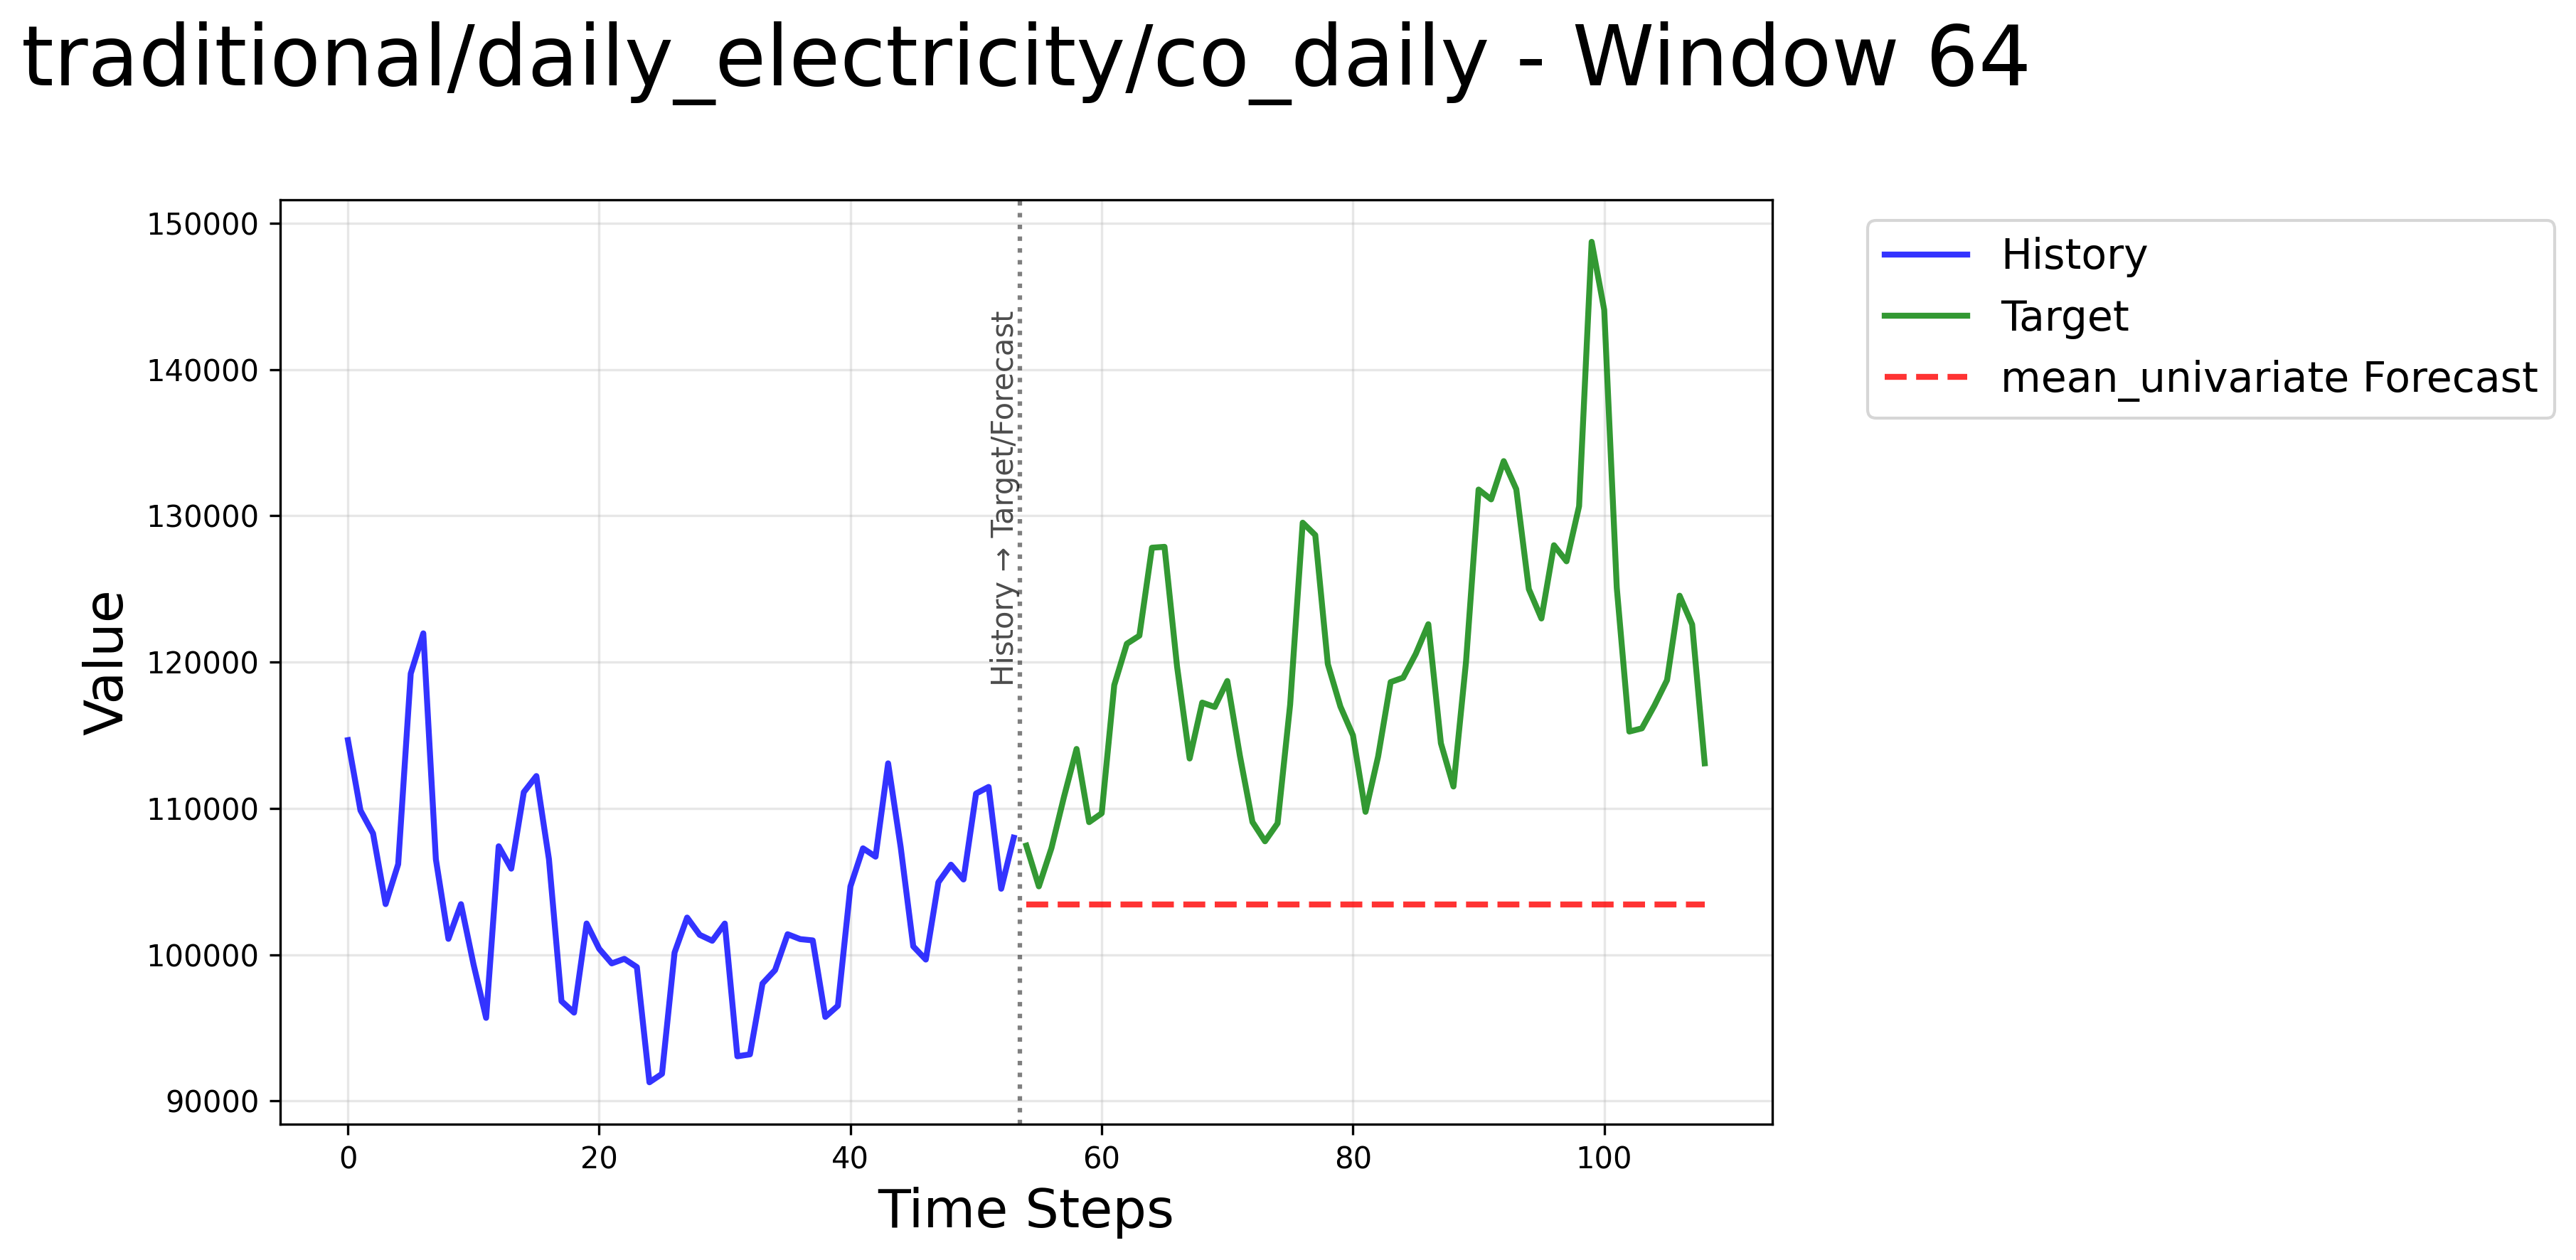 traditional/daily_electricity/co_daily - Window 64
150000
140000
130000
120000
110000
100000
90000
Value
History → Target/Forecast
0 20 40 60 80 100
Time Steps
History
Target
mean_univariate Forecast